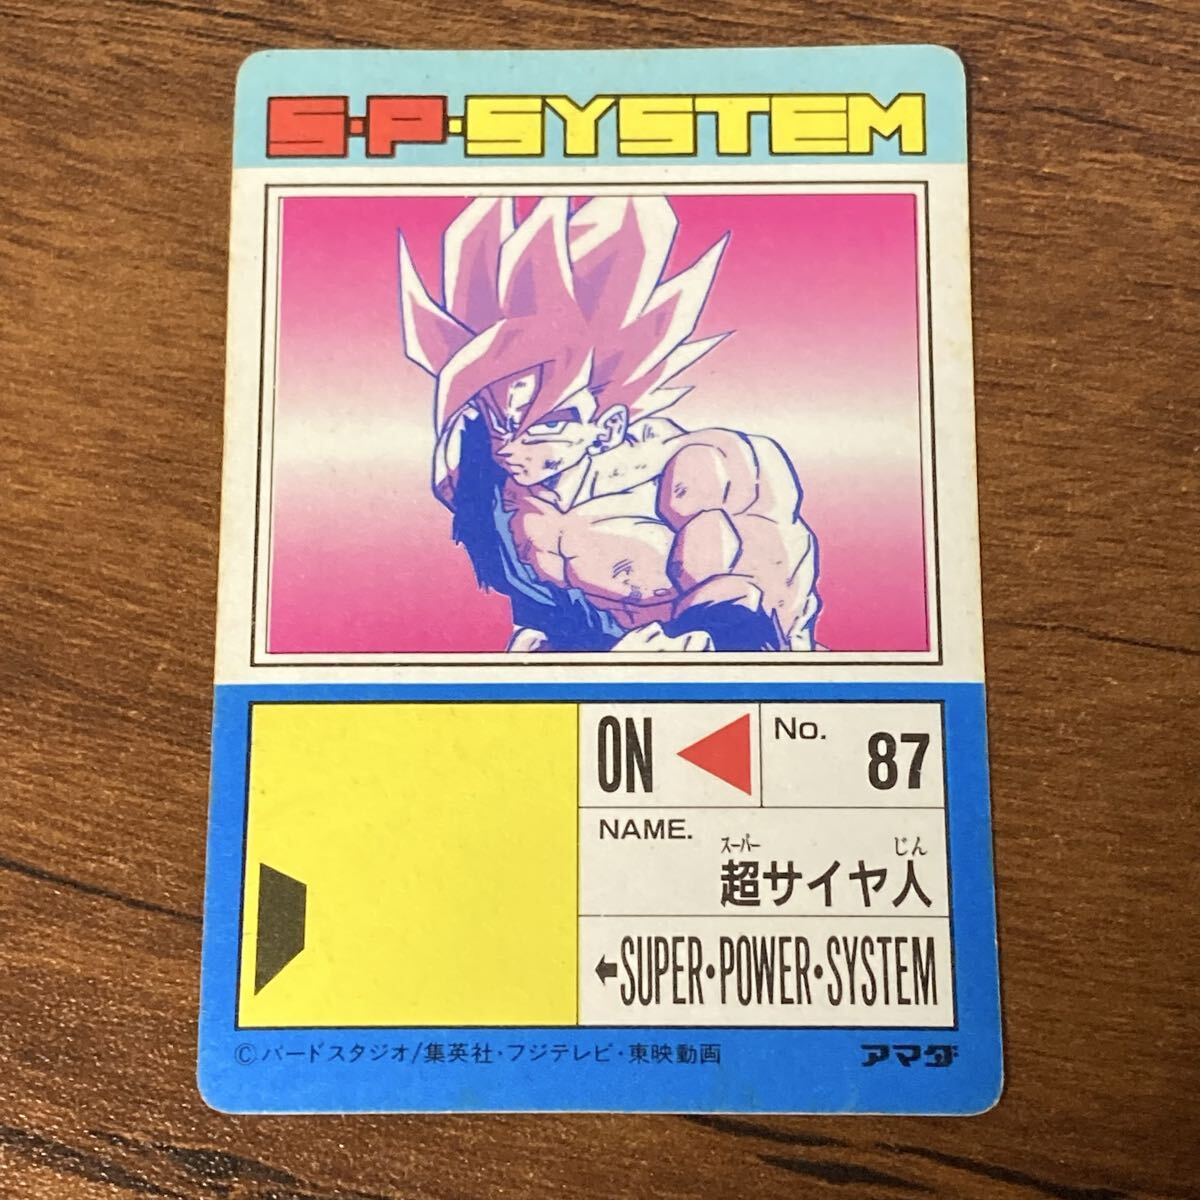 S・P・SYSTEM
ON
No. 87
NAME.
スーパー じん
超サイヤ人
←SUPER・POWER・SYSTEM
©バードスタジオ/集英社・フジテレビ・東映動画
アマダ